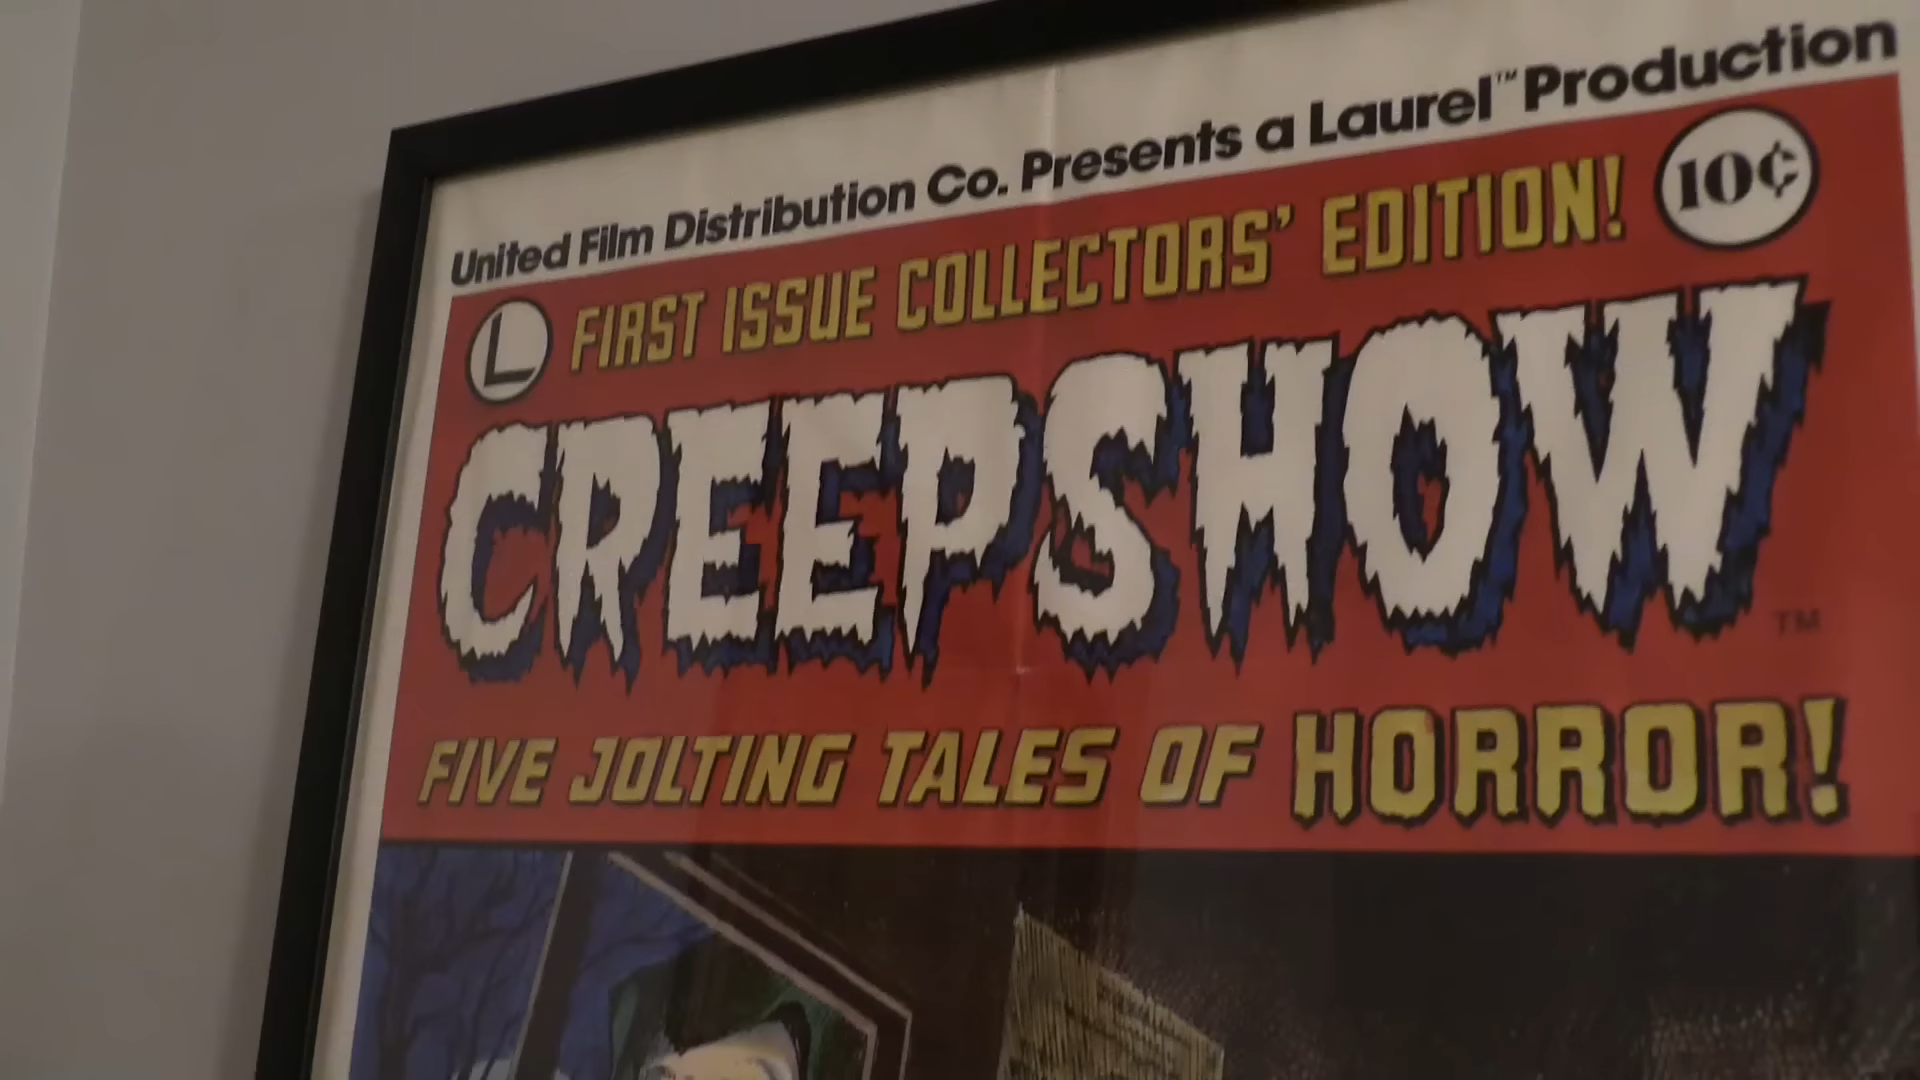 United Film Distribution Co. Presents a Laurel™ Production
L FIRST ISSUE COLLECTORS' EDITION! 10¢
CREEPSHOW TM
FIVE JOLTING TALES OF HORROR!